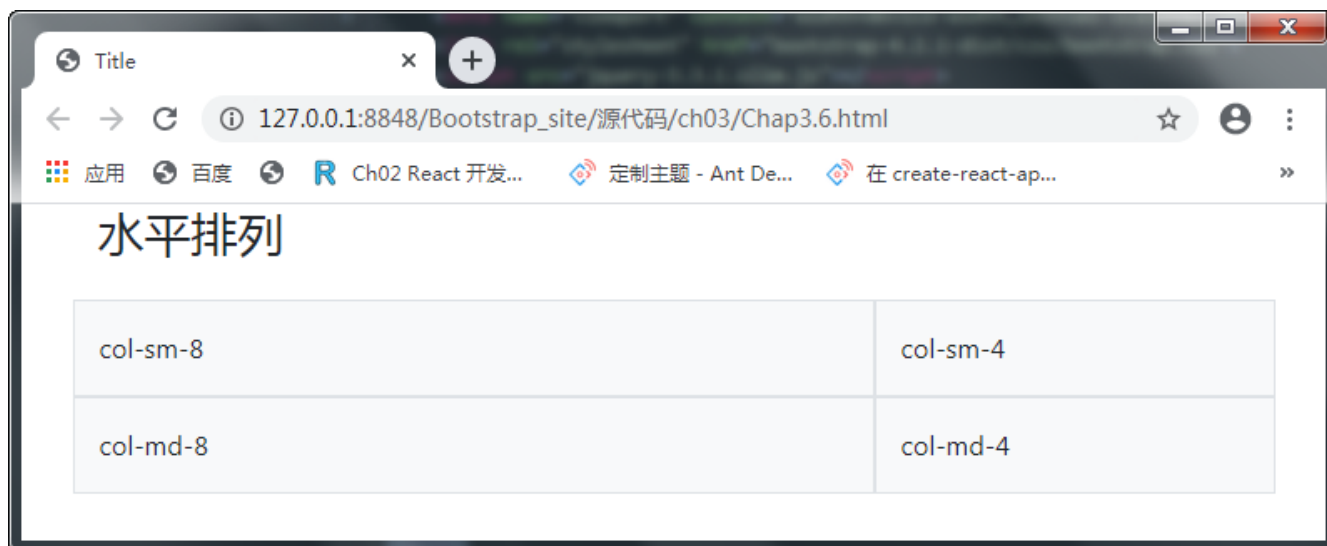 Title
127.0.0.1:8848/Bootstrap_site/源代码/ch03/Chap3.6.html
应用 百度 Ch02 React 开发... 定制主题 - Ant De... 在 create-react-ap...
水平排列
col-sm-8 col-sm-4
col-md-8 col-md-4